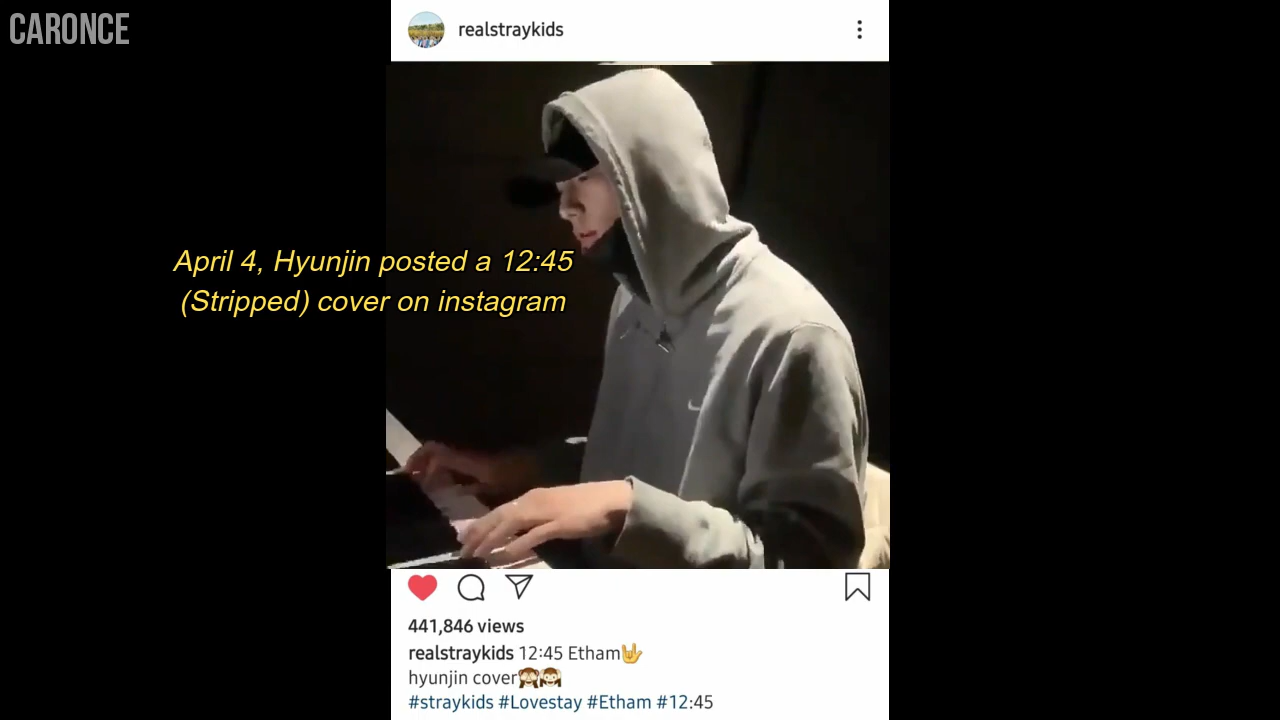 CARONCE
realstraykids
April 4, Hyunjin posted a 12:45
(Stripped) cover on instagram
441,846 views
realstraykids 12:45 Etham🤟
hyunjin cover🙈🙉
#straykids #Lovestay #Etham #12:45